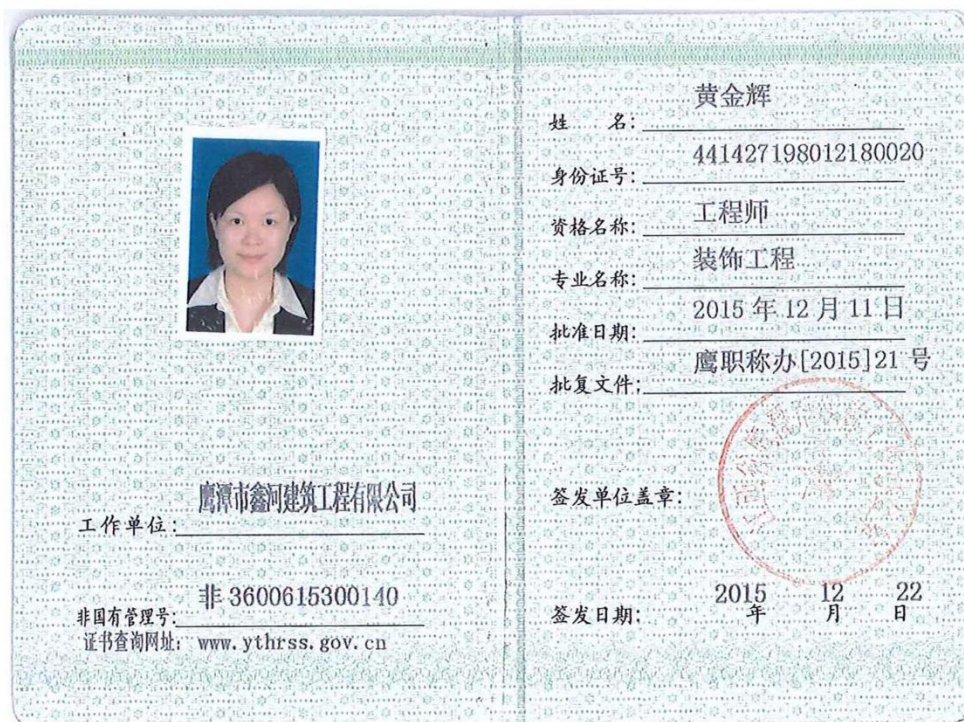 工作单位：鹰潭市鑫河建筑工程有限公司
非国有管理号：非 3600615300140
证书查询网址：www.ythrss.gov.cn
姓 名：黄金辉
身份证号：441427198012180020
资格名称：工程师
专业名称：装饰工程
批准日期：2015 年 12 月 11 日
批复文件：鹰职称办[2015]21 号
签发单位盖章：
签发日期：2015 年 12 月 22 日